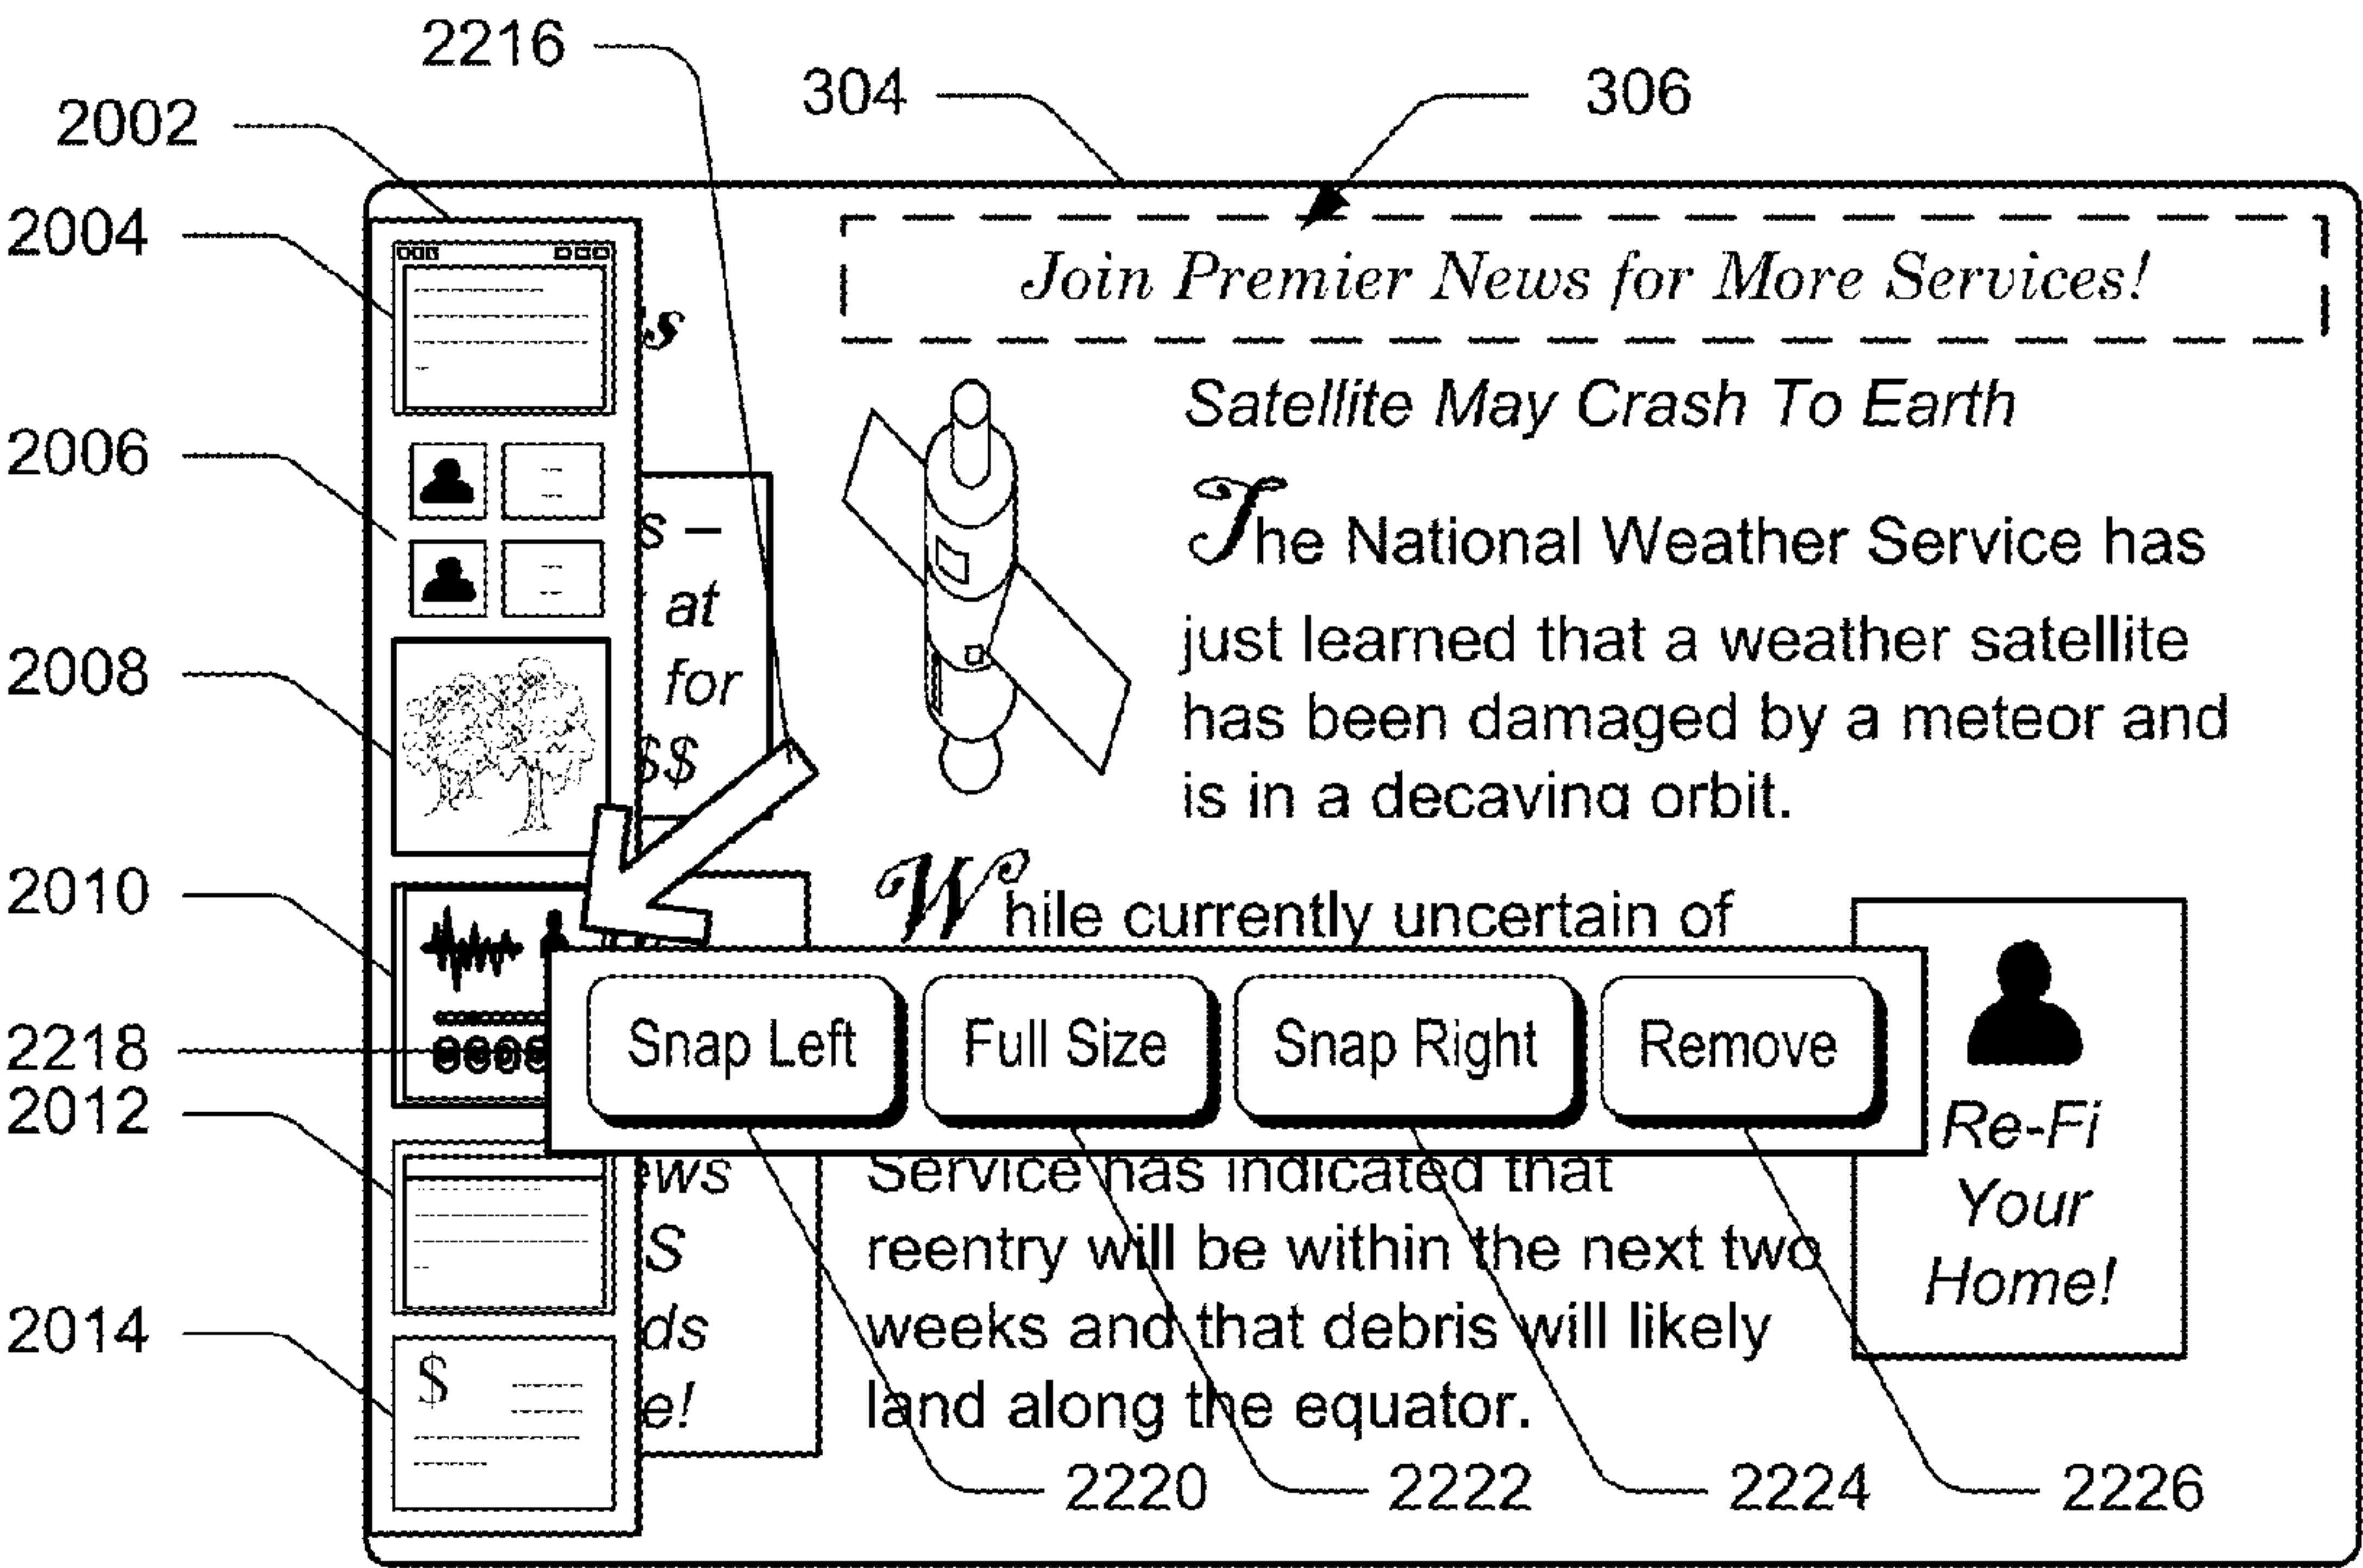 2216
304
306
2002
2004
Join Premier News for More Services!
s
Satellite May Crash To Earth
2006
s –
The National Weather Service has
at
just learned that a weather satellite
2008
for
has been damaged by a meteor and
$$
is in a decaying orbit.
2010
While currently uncertain of
2218
Snap Left
Full Size
Snap Right
Remove
2012
Re-Fi
Your
Home!
ews
Service has indicated that
S
reentry will be within the next two
2014
$
ds
weeks and that debris will likely
e!
land along the equator.
2220
2222
2224
2226